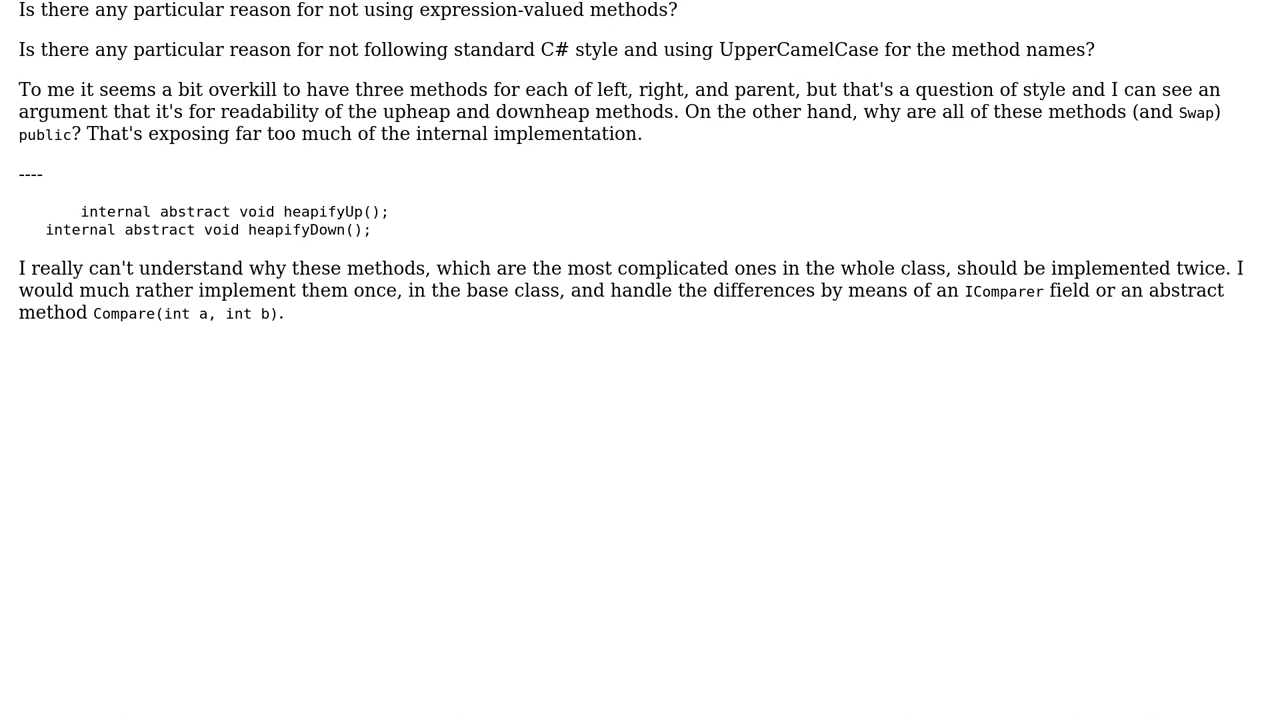 Is there any particular reason for not using expression-valued methods?
Is there any particular reason for not following standard C# style and using UpperCamelCase for the method names?
To me it seems a bit overkill to have three methods for each of left, right, and parent, but that's a question of style and I can see an
argument that it's for readability of the upheap and downheap methods. On the other hand, why are all of these methods (and Swap)
public? That's exposing far too much of the internal implementation.
----
internal abstract void heapifyUp();
internal abstract void heapifyDown();
I really can't understand why these methods, which are the most complicated ones in the whole class, should be implemented twice. I
would much rather implement them once, in the base class, and handle the differences by means of an IComparer field or an abstract
method Compare(int a, int b).